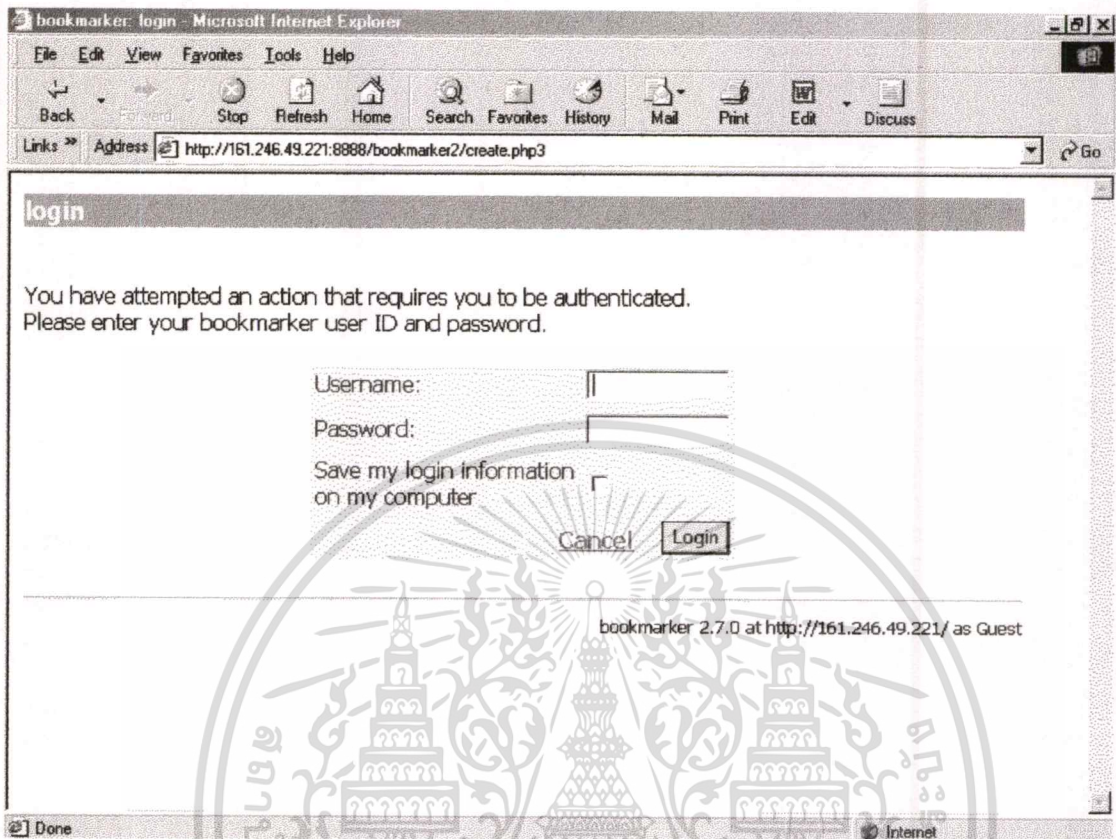 bookmarker: login - Microsoft Internet Explorer
File Edit View Favorites Tools Help
Back Forward Stop Refresh Home Search Favorites History Mail Print Edit Discuss
Links » Address http://161.246.49.221:8888/bookmarker2/create.php3 Go
login
You have attempted an action that requires you to be authenticated.
Please enter your bookmarker user ID and password.
Username:
Password:
Save my login information
on my computer
Cancel Login
bookmarker 2.7.0 at http://161.246.49.221/ as Guest
Done Internet